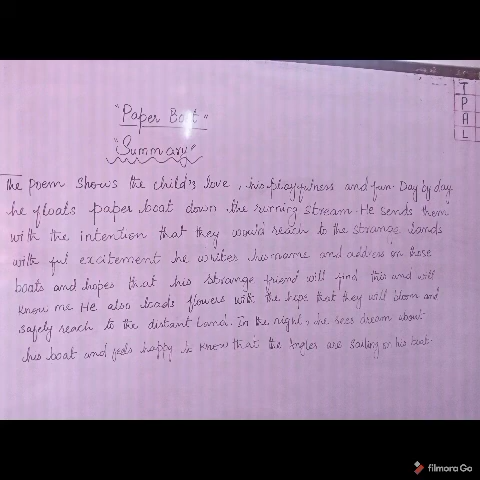 "Paper Boat"
"Summary"
The Poem Shows the child's love, his playfulness and fun. Day by day
he floats paper boat down the running stream. He sends them
with the intention that they would reach to the strange lands
with ful excitement he writes his name and address on these
boats and hopes that his strange friend will find this and will
know me He also loads flowers with the hope that they will bloom and
safely reach to the distant land. In the night, he sees dream about
his boat and feels happy to know that the Angles are sailing on his boat.
T
P
A
L
filmora Go